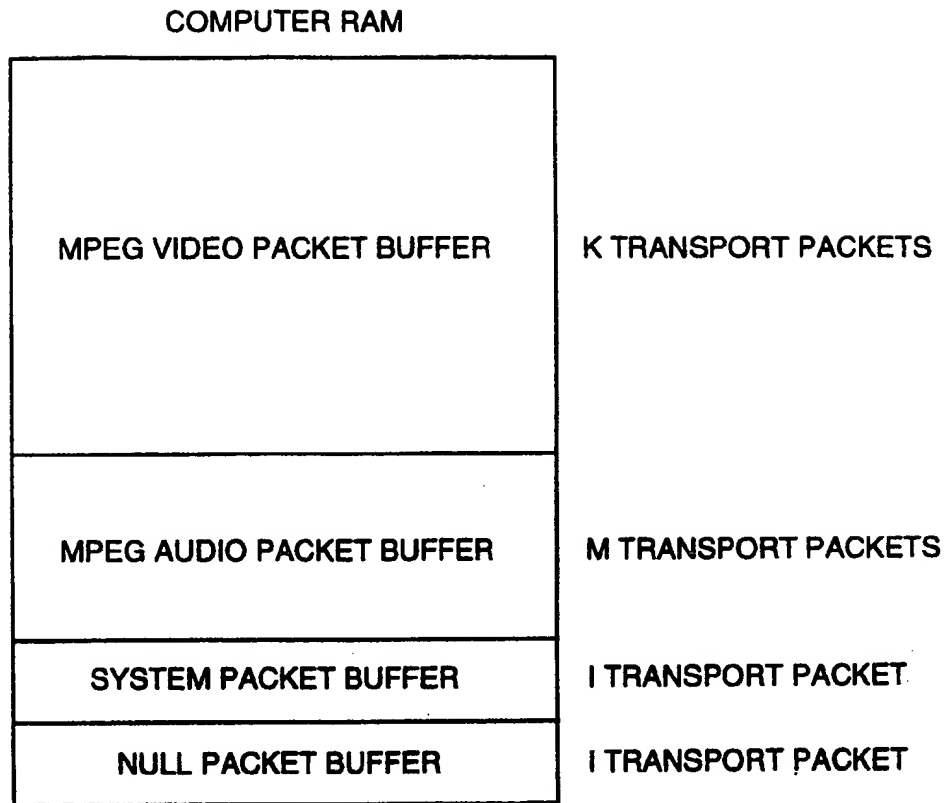 COMPUTER RAM
MPEG VIDEO PACKET BUFFER K TRANSPORT PACKETS
MPEG AUDIO PACKET BUFFER M TRANSPORT PACKETS
SYSTEM PACKET BUFFER I TRANSPORT PACKET
NULL PACKET BUFFER I TRANSPORT PACKET